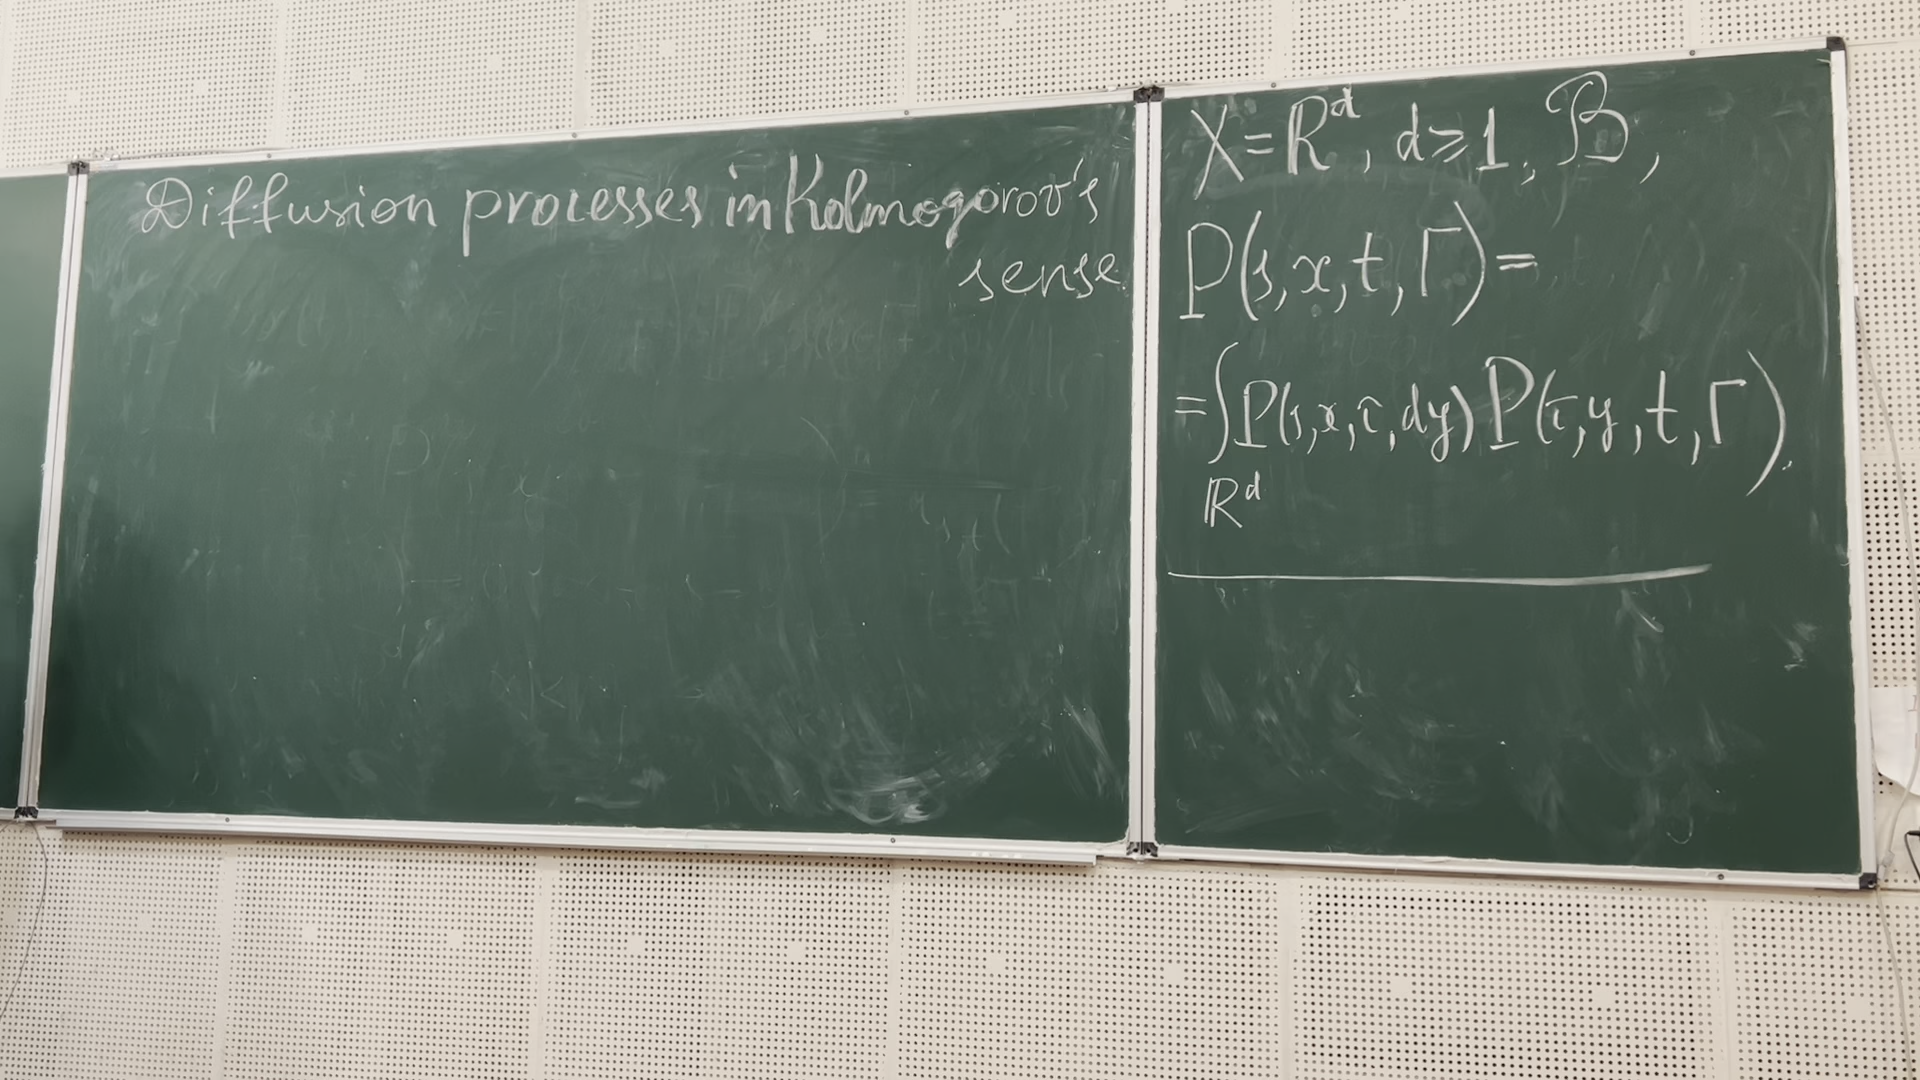 Diffusion processes in Kolmogorov's
sense
X = R^d, d ⩾ 1, ℬ,
P(s, x, t, Γ) =
= ∫ P(s, x, τ, dy) P(τ, y, t, Γ).
ℝ^d